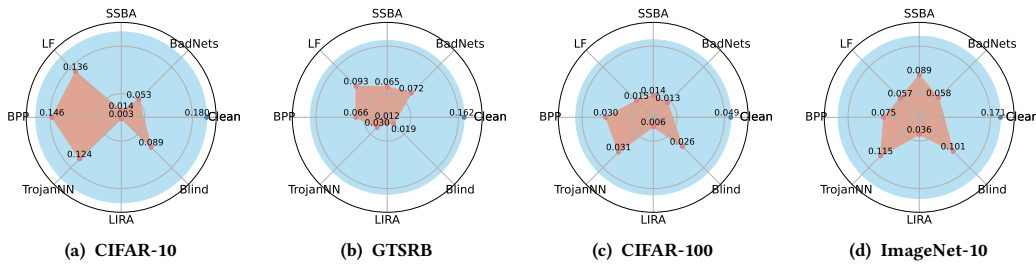 SSBA
LF
BadNets
0.136
0.053
0.014
0.003
0.180
Clean
BPP
0.146
0.124
0.089
TrojanNN
Blind
LIRA
(a) CIFAR-10
SSBA
LF
BadNets
0.093
0.065
0.072
0.162
Clean
BPP
0.066
0.012
0.030
0.019
TrojanNN
Blind
LIRA
(b) GTSRB
SSBA
LF
BadNets
0.015
0.014
0.013
0.049
Clean
BPP
0.030
0.006
0.031
0.026
TrojanNN
Blind
LIRA
(c) CIFAR-100
SSBA
LF
BadNets
0.089
0.057
0.058
0.171
Clean
BPP
0.075
0.036
0.115
0.101
TrojanNN
Blind
LIRA
(d) ImageNet-10